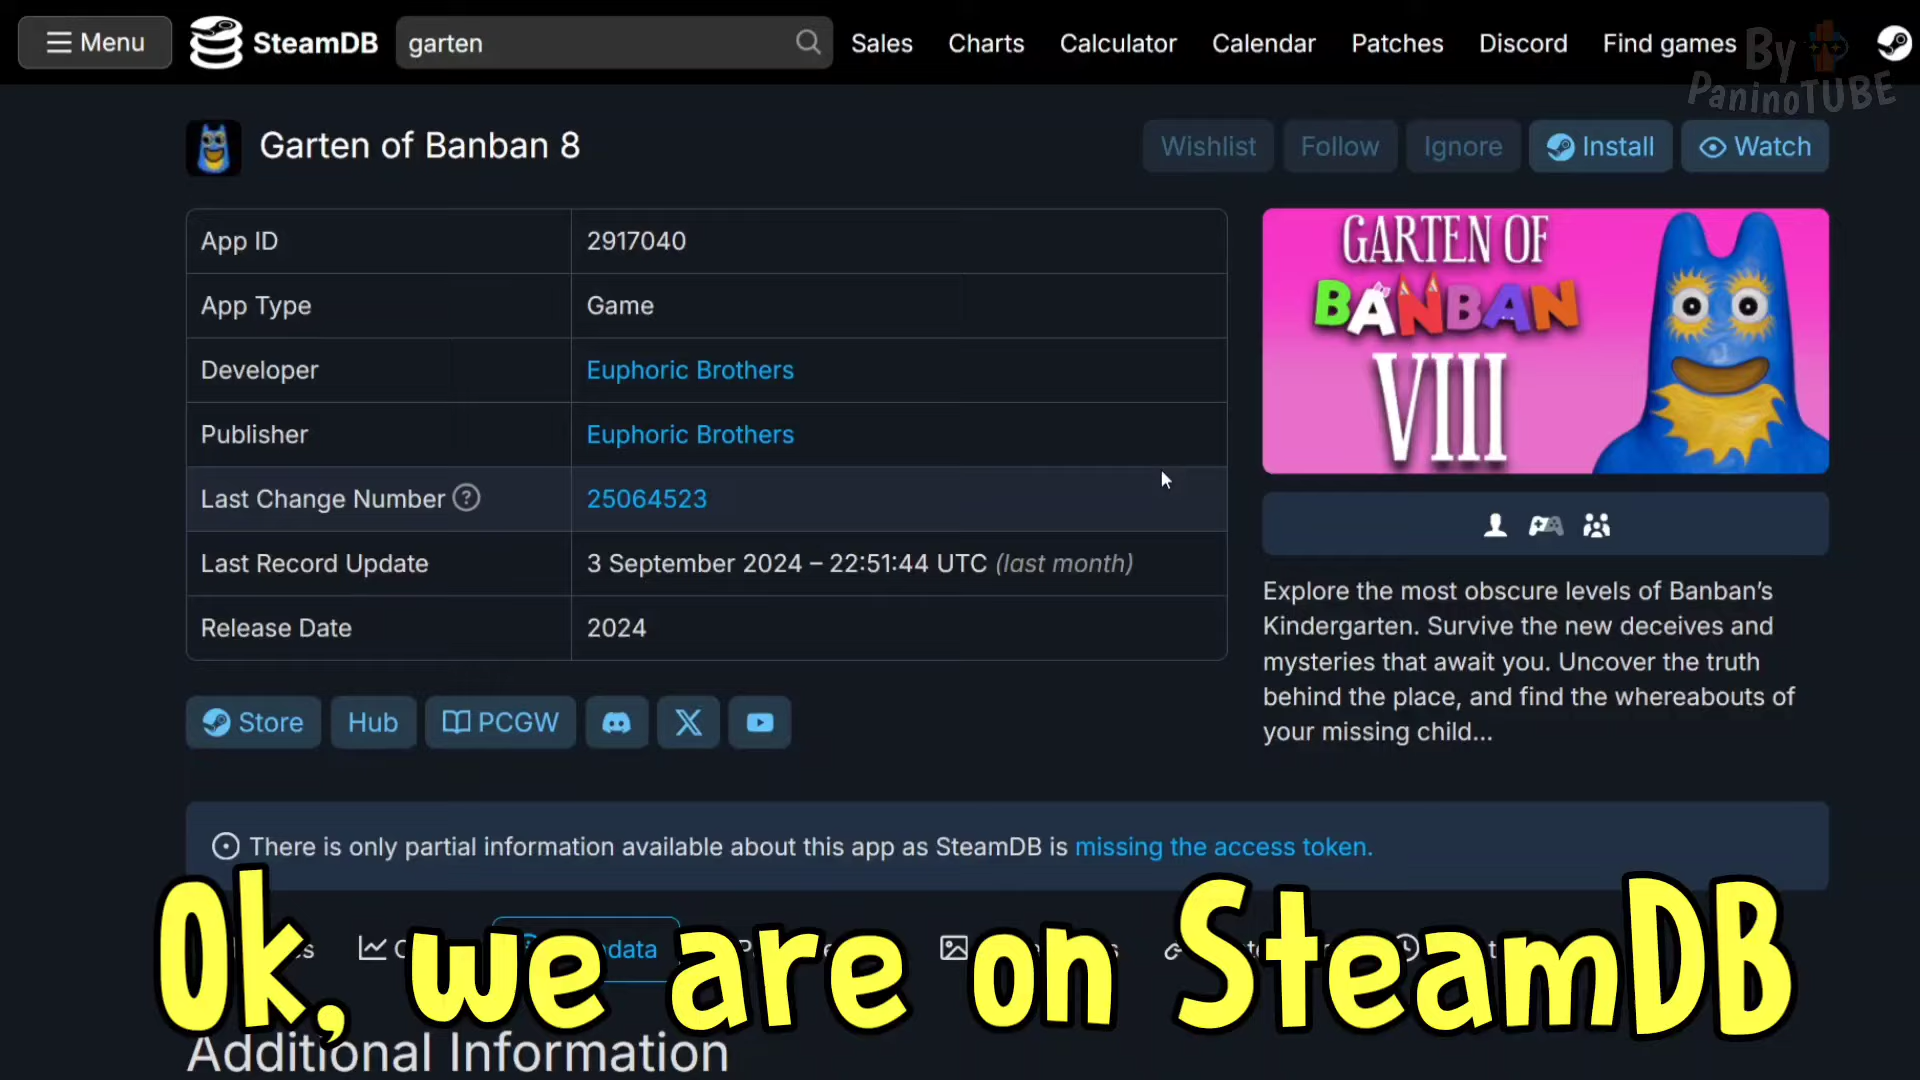 Menu
SteamDB
garten
Sales
Charts
Calculator
Calendar
Patches
Discord
Find games
By
PaninoTUBE
Garten of Banban 8
Wishlist
Follow
Ignore
Install
Watch
App ID
2917040
App Type
Game
Developer
Euphoric Brothers
Publisher
Euphoric Brothers
Last Change Number ?
25064523
Last Record Update
3 September 2024 – 22:51:44 UTC (last month)
Release Date
2024
GARTEN OF
BANBAN
VIII
Explore the most obscure levels of Banban's
Kindergarten. Survive the new deceives and
mysteries that await you. Uncover the truth
behind the place, and find the whereabouts of
your missing child...
Store
Hub
PCGW
There is only partial information available about this app as SteamDB is missing the access token.
Ok, we are on SteamDB
Additional Information